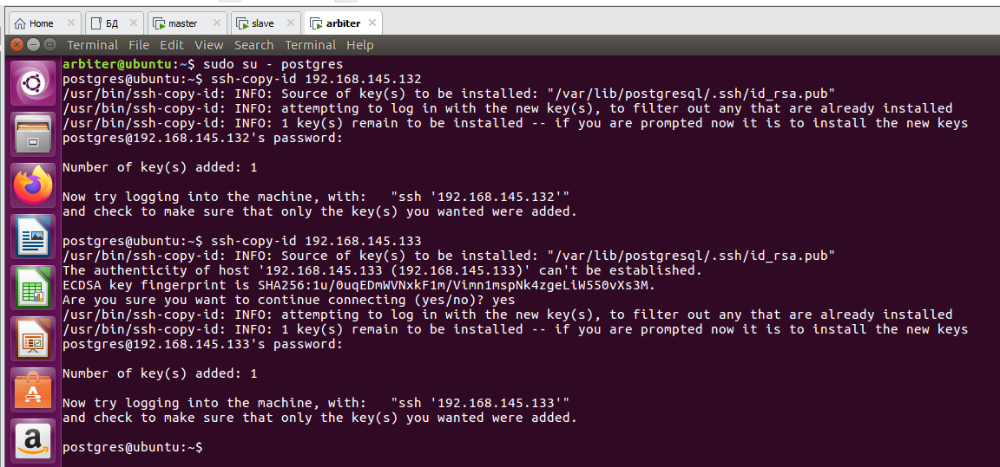 Home БД master slave arbiter
Terminal File Edit View Search Terminal Help
arbiter@ubuntu:~$ sudo su - postgres
postgres@ubuntu:~$ ssh-copy-id 192.168.145.132
/usr/bin/ssh-copy-id: INFO: Source of key(s) to be installed: "/var/lib/postgresql/.ssh/id_rsa.pub"
/usr/bin/ssh-copy-id: INFO: attempting to log in with the new key(s), to filter out any that are already installed
/usr/bin/ssh-copy-id: INFO: 1 key(s) remain to be installed -- if you are prompted now it is to install the new keys
postgres@192.168.145.132's password:
Number of key(s) added: 1
Now try logging into the machine, with:   "ssh '192.168.145.132'"
and check to make sure that only the key(s) you wanted were added.
postgres@ubuntu:~$ ssh-copy-id 192.168.145.133
/usr/bin/ssh-copy-id: INFO: Source of key(s) to be installed: "/var/lib/postgresql/.ssh/id_rsa.pub"
The authenticity of host '192.168.145.133 (192.168.145.133)' can't be established.
ECDSA key fingerprint is SHA256:1u/0uqEDmWVNxkF1m/Vimn1mspNk4zgeLiW550vXs3M.
Are you sure you want to continue connecting (yes/no)? yes
/usr/bin/ssh-copy-id: INFO: attempting to log in with the new key(s), to filter out any that are already installed
/usr/bin/ssh-copy-id: INFO: 1 key(s) remain to be installed -- if you are prompted now it is to install the new keys
postgres@192.168.145.133's password:
Number of key(s) added: 1
Now try logging into the machine, with:   "ssh '192.168.145.133'"
and check to make sure that only the key(s) you wanted were added.
postgres@ubuntu:~$